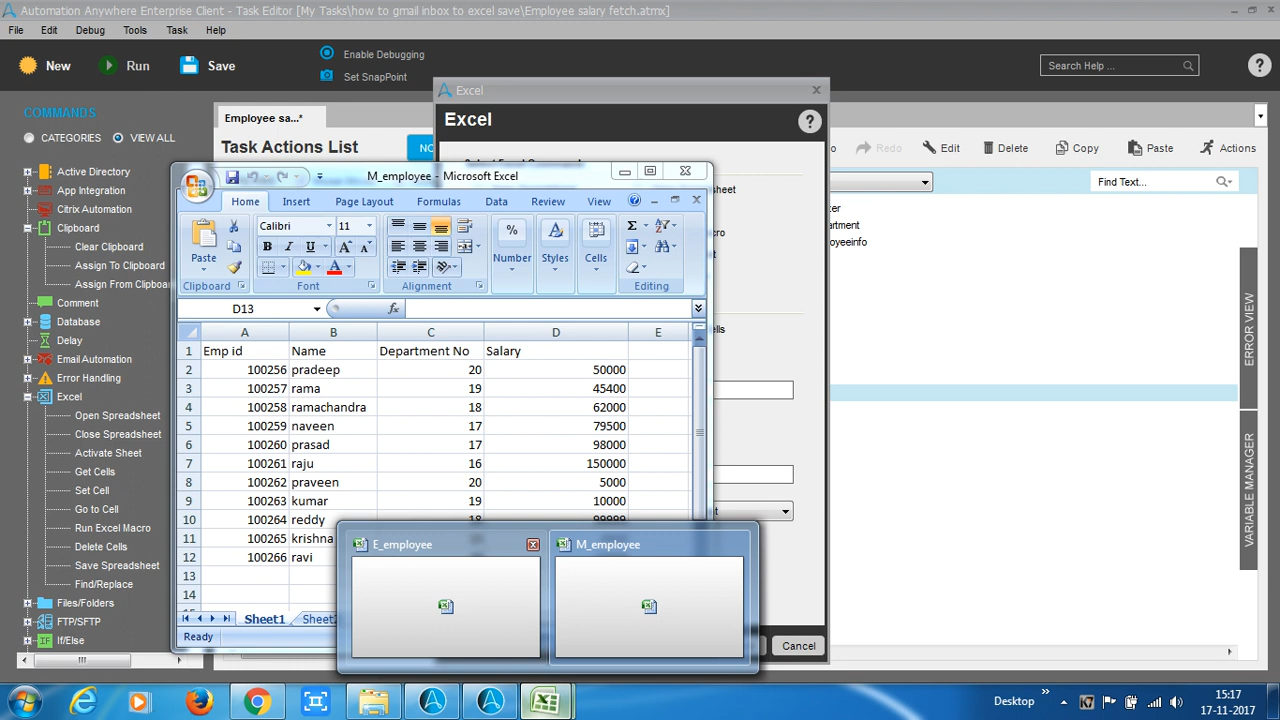 Automation Anywhere Enterprise Client - Task Editor [My Tasks\how to gmail inbox to excel save\Employee salary fetch.atmx]
File Edit Debug Tools Task Help
New Run Save
Enable Debugging
Set SnapPoint
Search Help ...
COMMANDS
CATEGORIES VIEW ALL
Active Directory
App Integration
Citrix Automation
Clipboard
Clear Clipboard
Assign To Clipboard
Assign From Clipboa
Comment
Database
Delay
Email Automation
Error Handling
Excel
Open Spreadsheet
Close Spreadsheet
Activate Sheet
Get Cells
Set Cell
Go to Cell
Run Excel Macro
Delete Cells
Save Spreadsheet
Find/Replace
Files/Folders
FTP/SFTP
If/Else
Employee sa...*
Task Actions List
NO
Excel
Excel
Redo Edit Delete Copy Paste Actions
Find Text...
ERROR VIEW
VARIABLE MANAGER
Cancel
M_employee - Microsoft Excel
Home Insert Page Layout Formulas Data Review View
Paste
Calibri 11
Number Styles Cells
Clipboard Font Alignment Editing
D13
A B C D E
1 Emp id Name Department No Salary
2 100256 pradeep 20 50000
3 100257 rama 19 45400
4 100258 ramachandra 18 62000
5 100259 naveen 17 79500
6 100260 prasad 17 98000
7 100261 raju 16 150000
8 100262 praveen 20 5000
9 100263 kumar 19 10000
10 100264 reddy 18 99999
11 100265 krishna
12 100266 ravi
13
14
Sheet1 Sheet2
Ready
E_employee M_employee
Desktop
15:17
17-11-2017